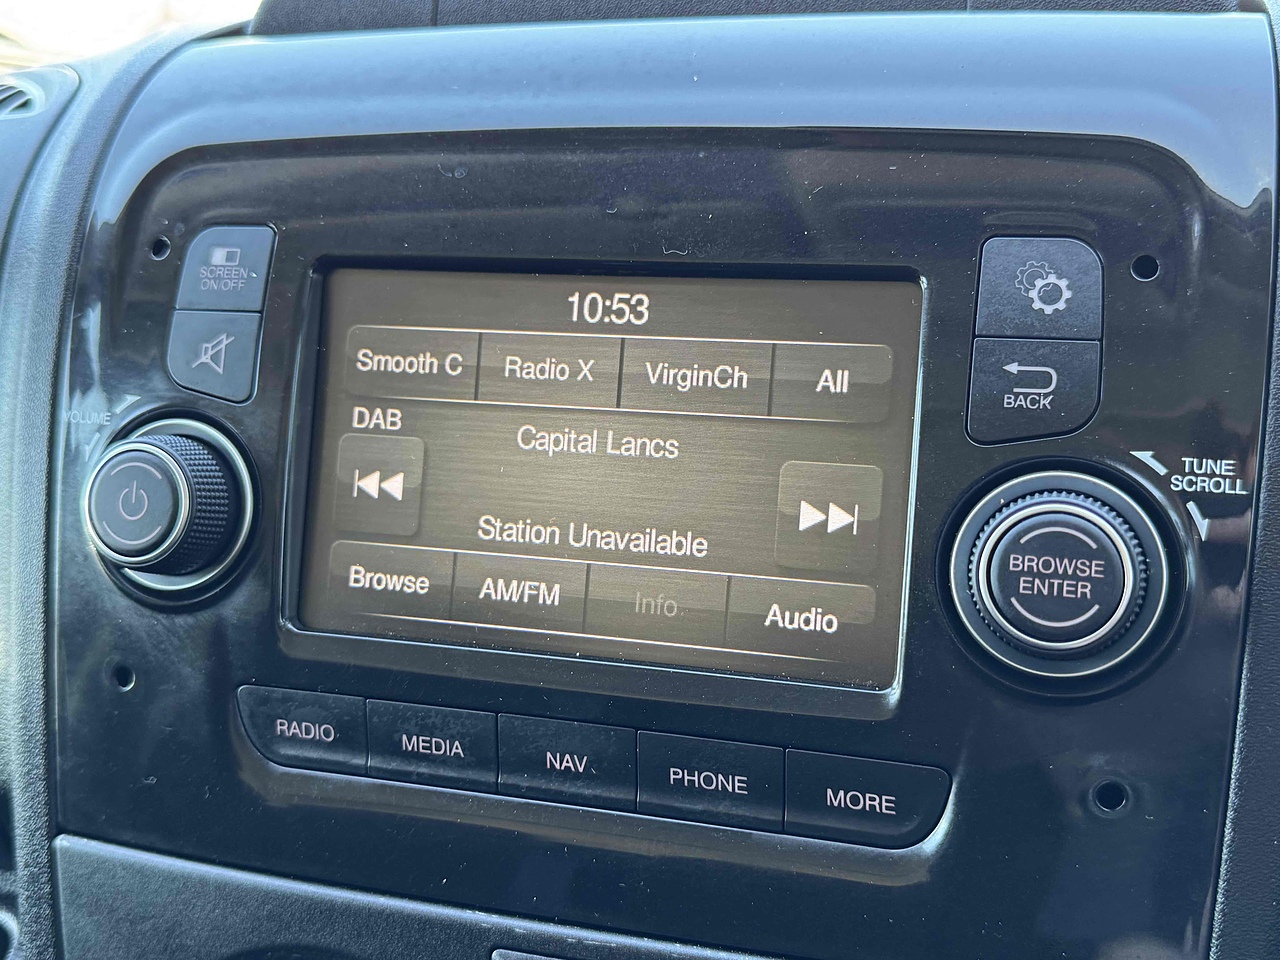 10:53
SCREEN
ON/OFF
Smooth C
Radio X
VirginCh
All
BACK
VOLUME
DAB
Capital Lancs
TUNE
SCROLL
Station Unavailable
BROWSE
ENTER
Browse
AM/FM
Info
Audio
RADIO
MEDIA
NAV
PHONE
MORE